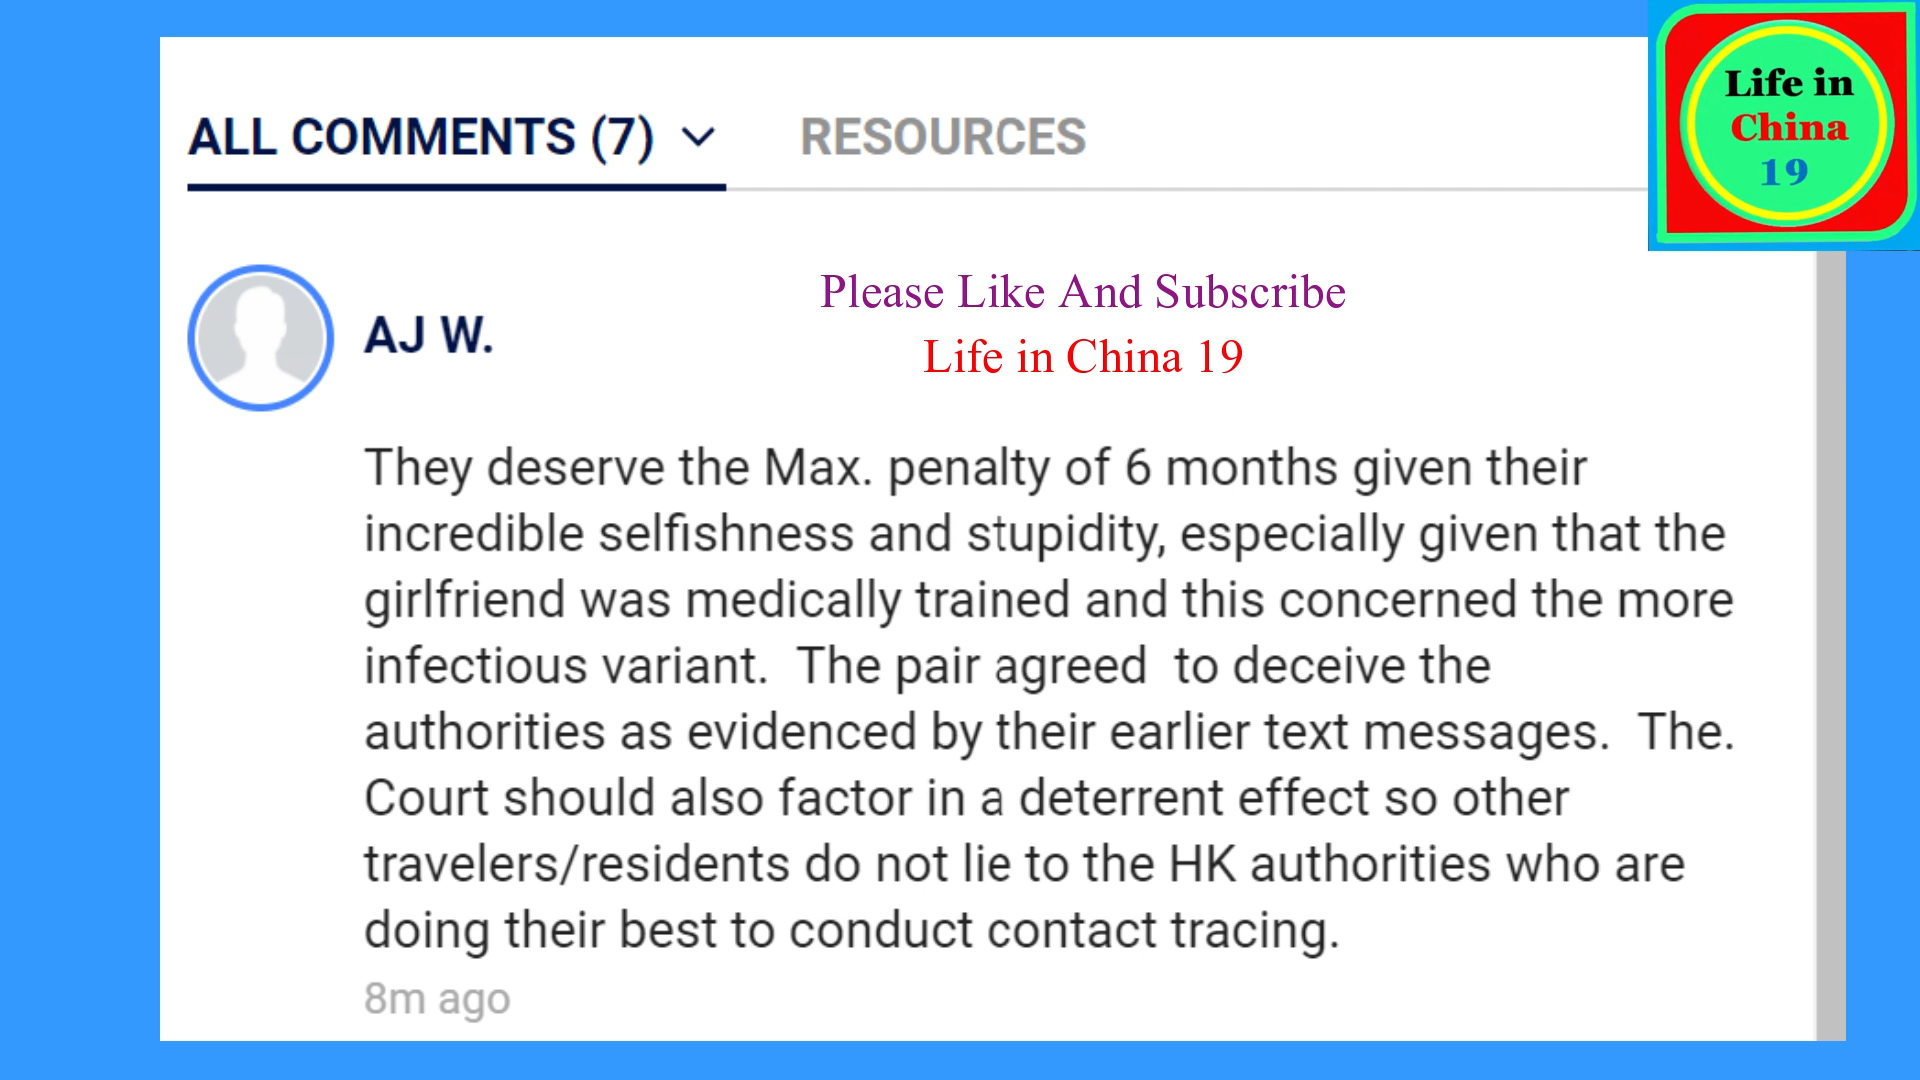 Life in
China
19
ALL COMMENTS (7)
RESOURCES
Please Like And Subscribe
Life in China 19
AJ W.
They deserve the Max. penalty of 6 months given their
incredible selfishness and stupidity, especially given that the
girlfriend was medically trained and this concerned the more
infectious variant.  The pair agreed  to deceive the
authorities as evidenced by their earlier text messages.  The.
Court should also factor in a deterrent effect so other
travelers/residents do not lie to the HK authorities who are
doing their best to conduct contact tracing.
8m ago